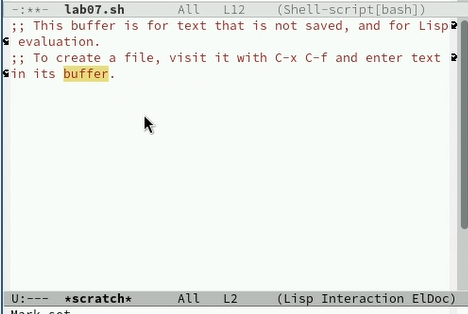 -:**-  lab07.sh       All   L12    (Shell-script[bash])
;; This buffer is for text that is not saved, and for Lisp
 evaluation.
;; To create a file, visit it with C-x C-f and enter text
in its buffer.
U:---  *scratch*      All   L2     (Lisp Interaction ElDoc)
Mark set